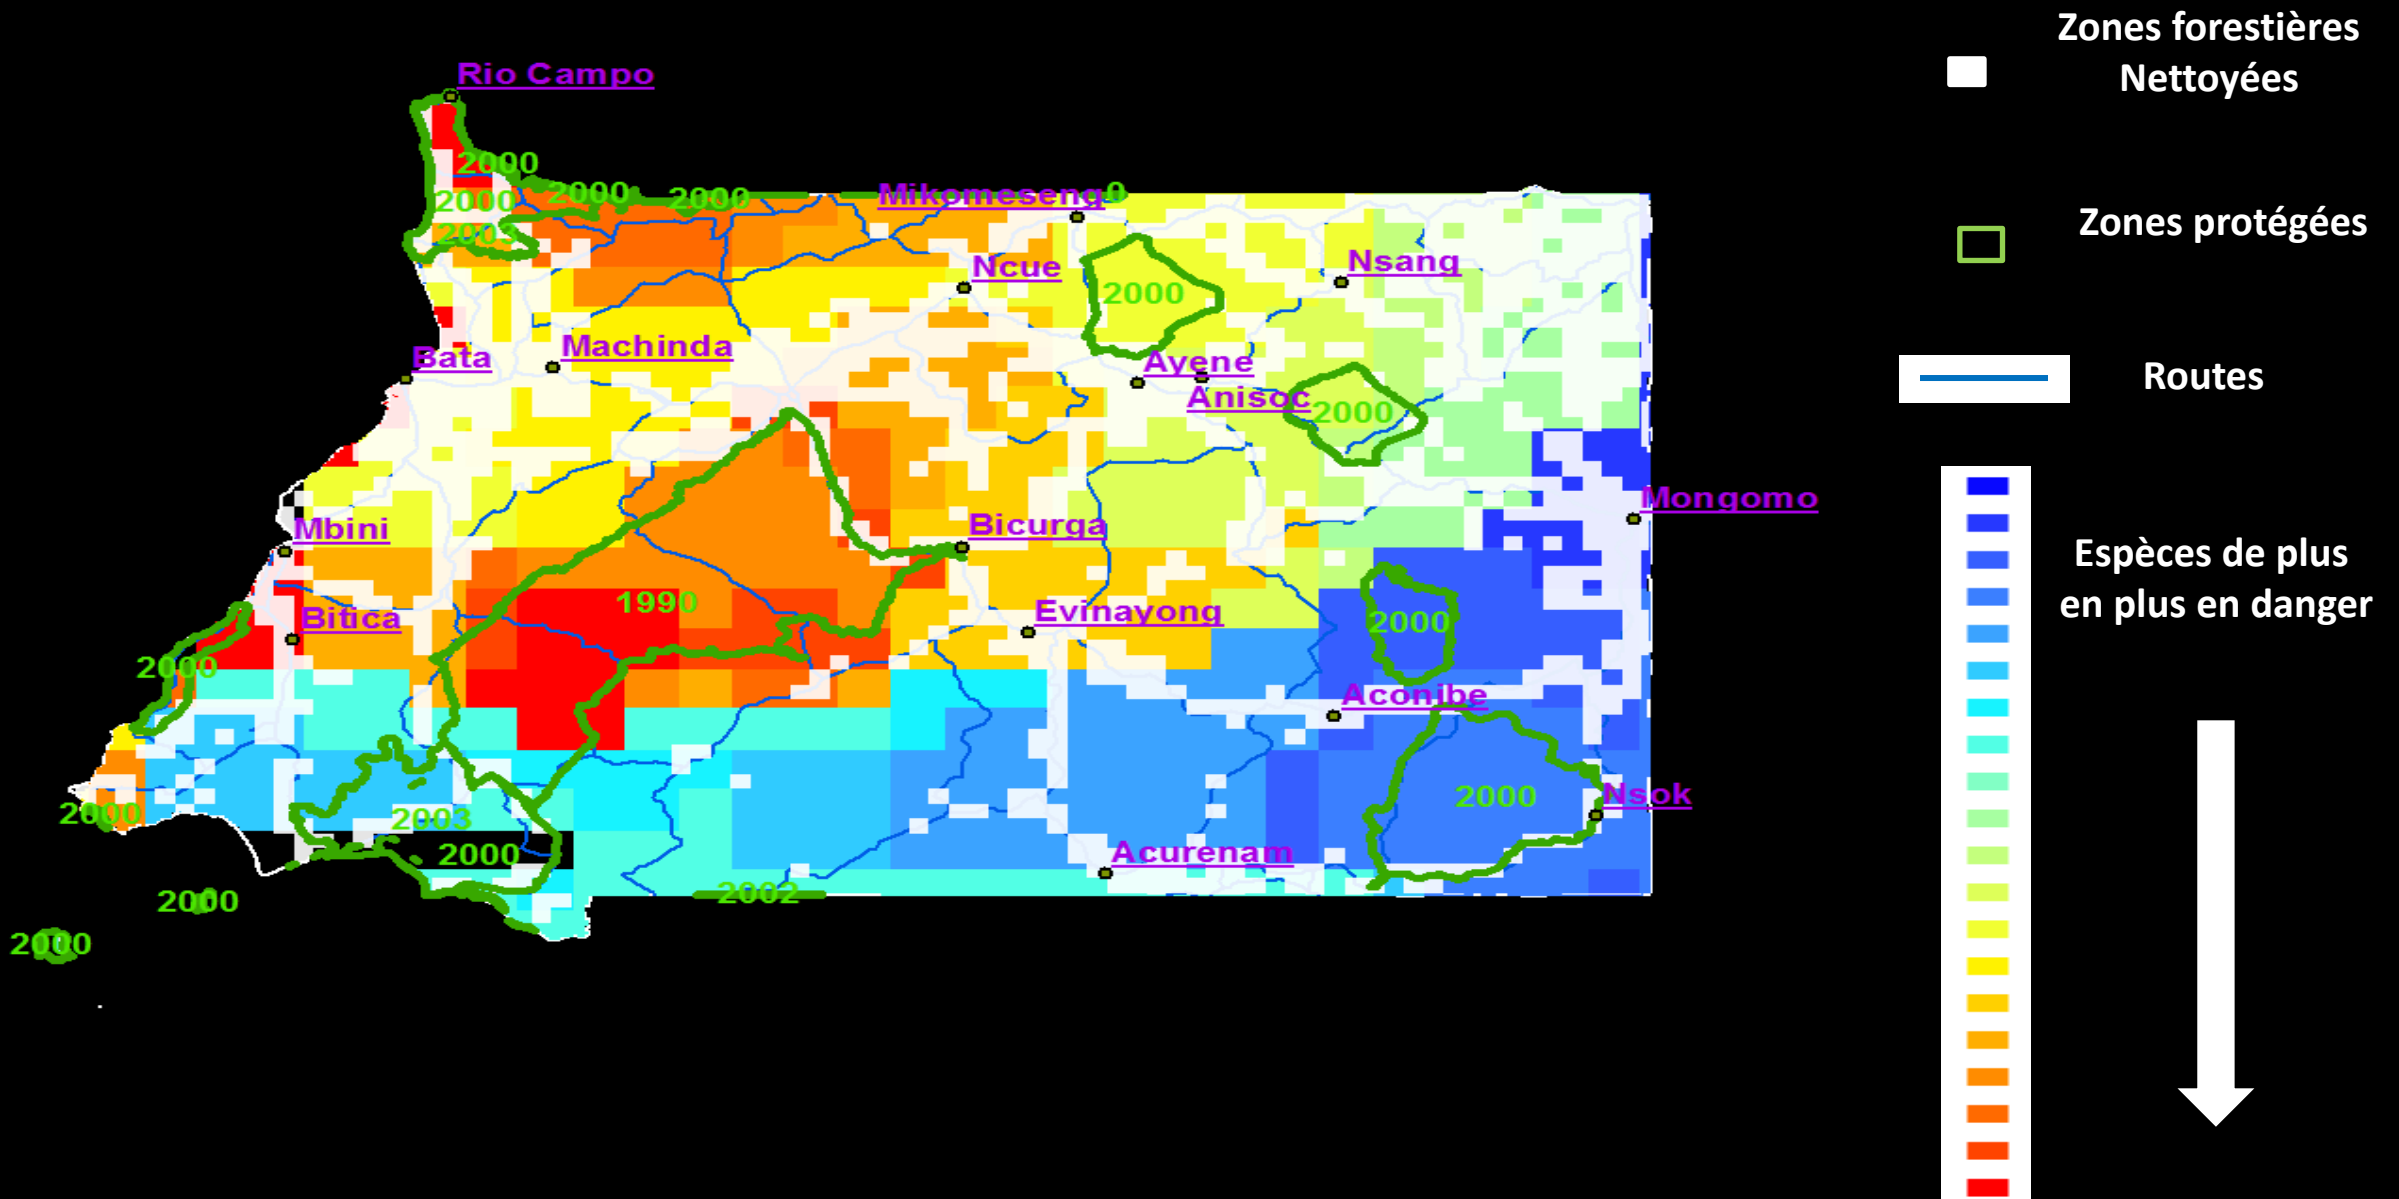 Zones forestières
Nettoyées
Rio Campo
2000
2000
2000
2000
Mikomeseng
0
2000
2003
Zones protégées
Ncue
Nsang
2000
Machinda
Bata
Ayene
Anisoc
2000
Routes
Mongomo
Mbini
Bicurga
Espèces de plus
en plus en danger
1990
Bitica
Evinayong
2000
2000
Aconibe
2000
Nsok
2000
2003
2000
Acurenam
2002
2000
2000